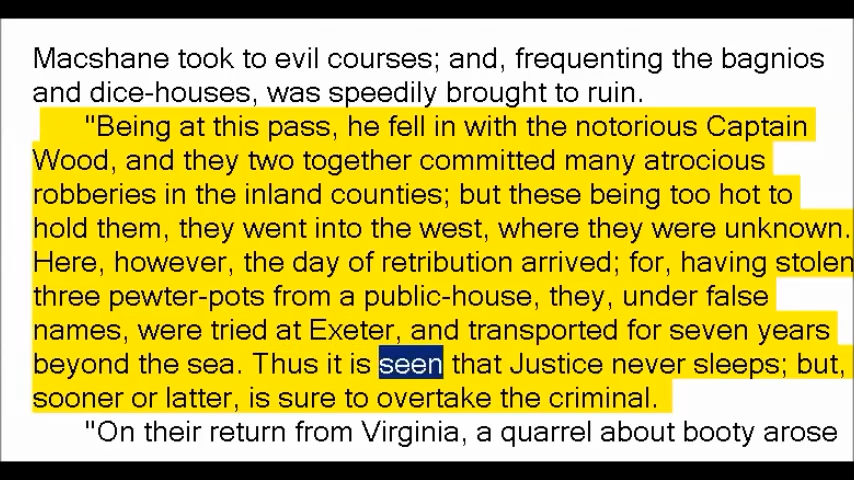 Macshane took to evil courses; and, frequenting the bagnios
and dice-houses, was speedily brought to ruin.
"Being at this pass, he fell in with the notorious Captain
Wood, and they two together committed many atrocious
robberies in the inland counties; but these being too hot to
hold them, they went into the west, where they were unknown.
Here, however, the day of retribution arrived; for, having stolen
three pewter-pots from a public-house, they, under false
names, were tried at Exeter, and transported for seven years
beyond the sea. Thus it is seen that Justice never sleeps; but,
sooner or latter, is sure to overtake the criminal.
"On their return from Virginia, a quarrel about booty arose